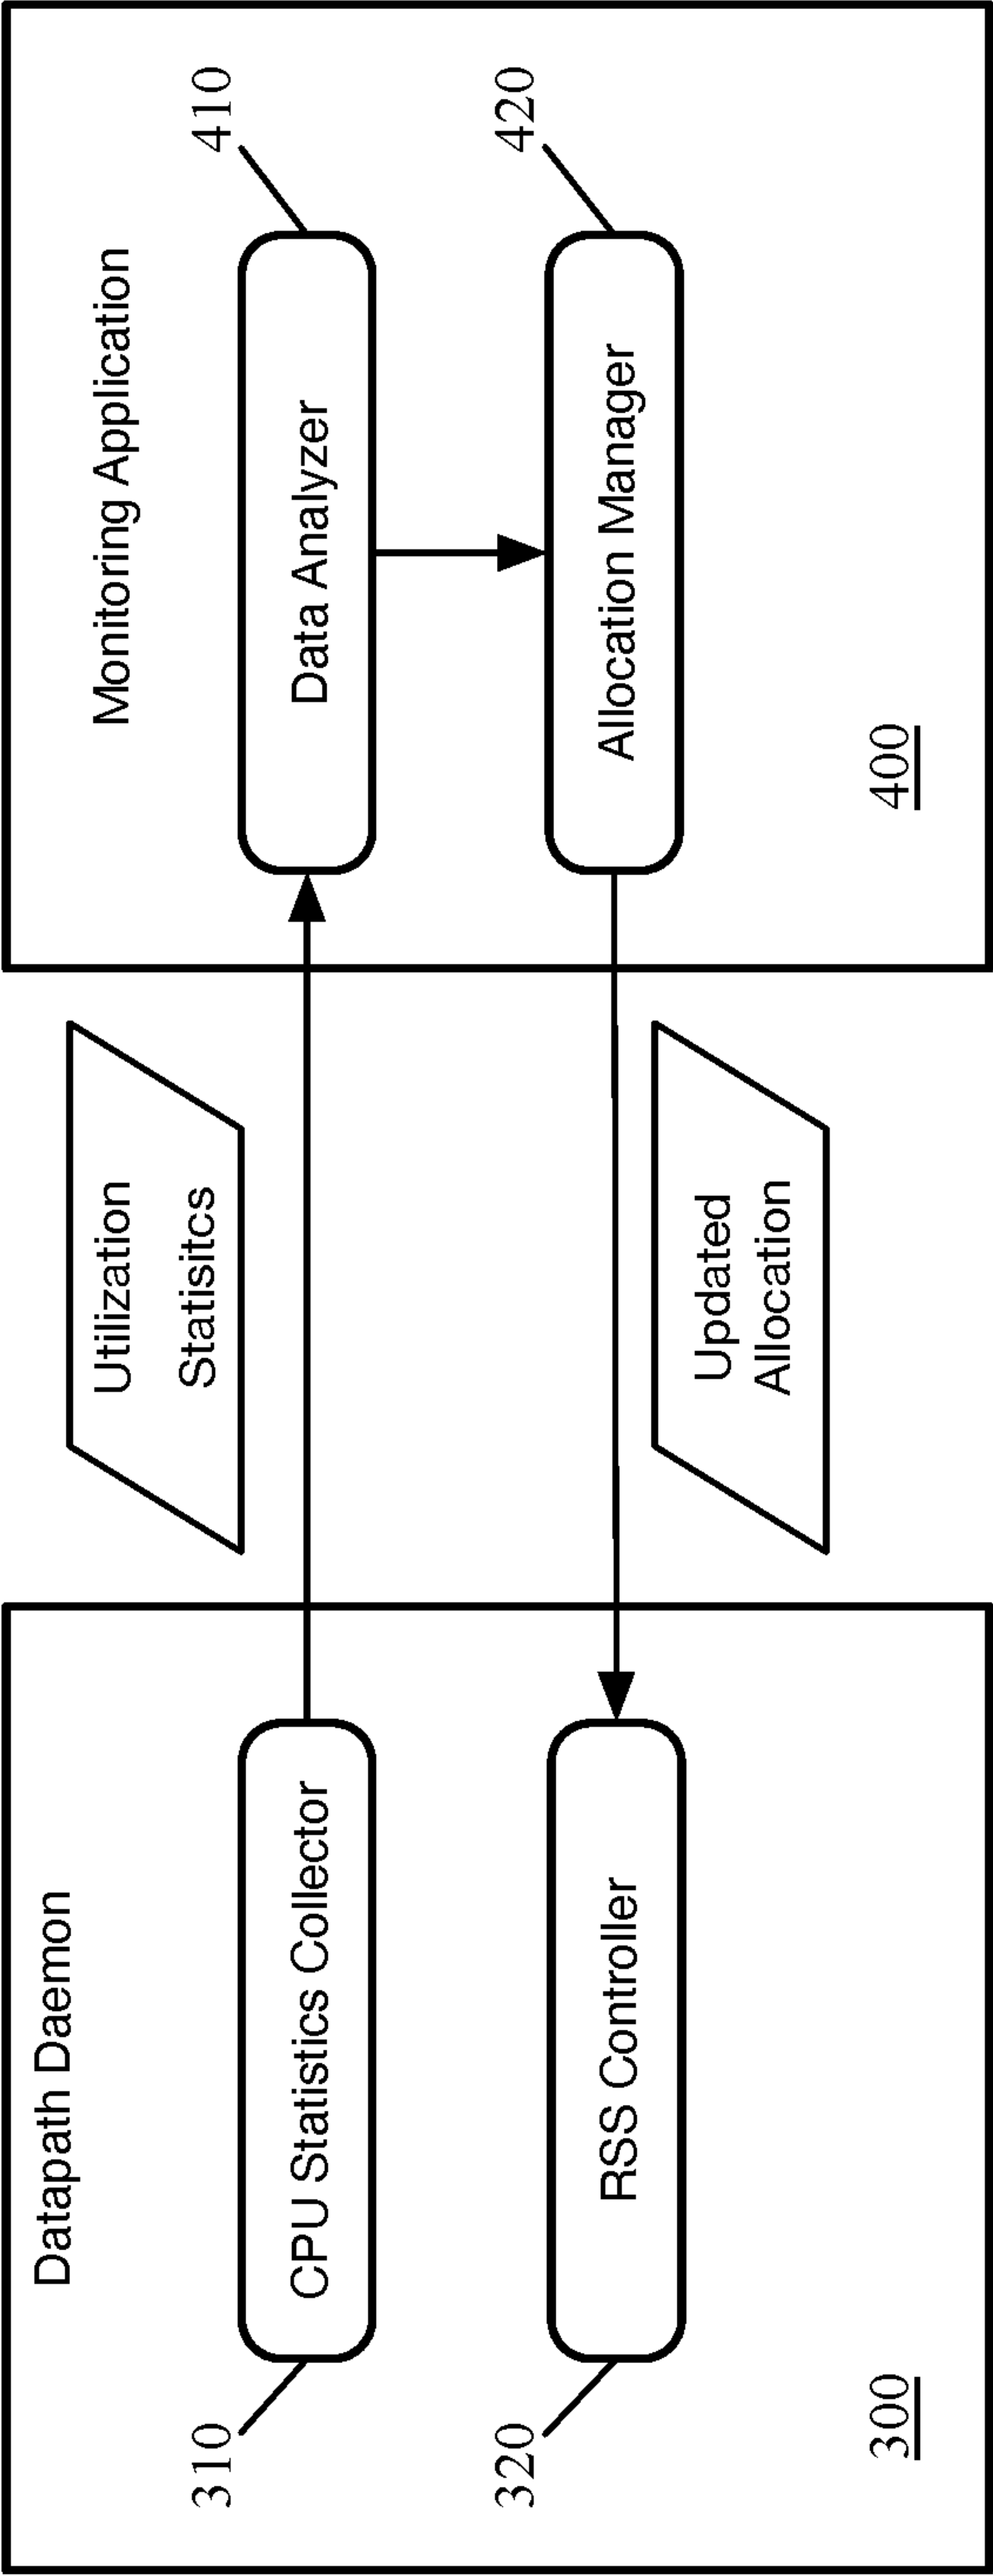 Datapath Daemon
310
CPU Statistics Collector
320
RSS Controller
300
Utilization
Statisitcs
Updated
Allocation
Monitoring Application
410
Data Analyzer
420
Allocation Manager
400